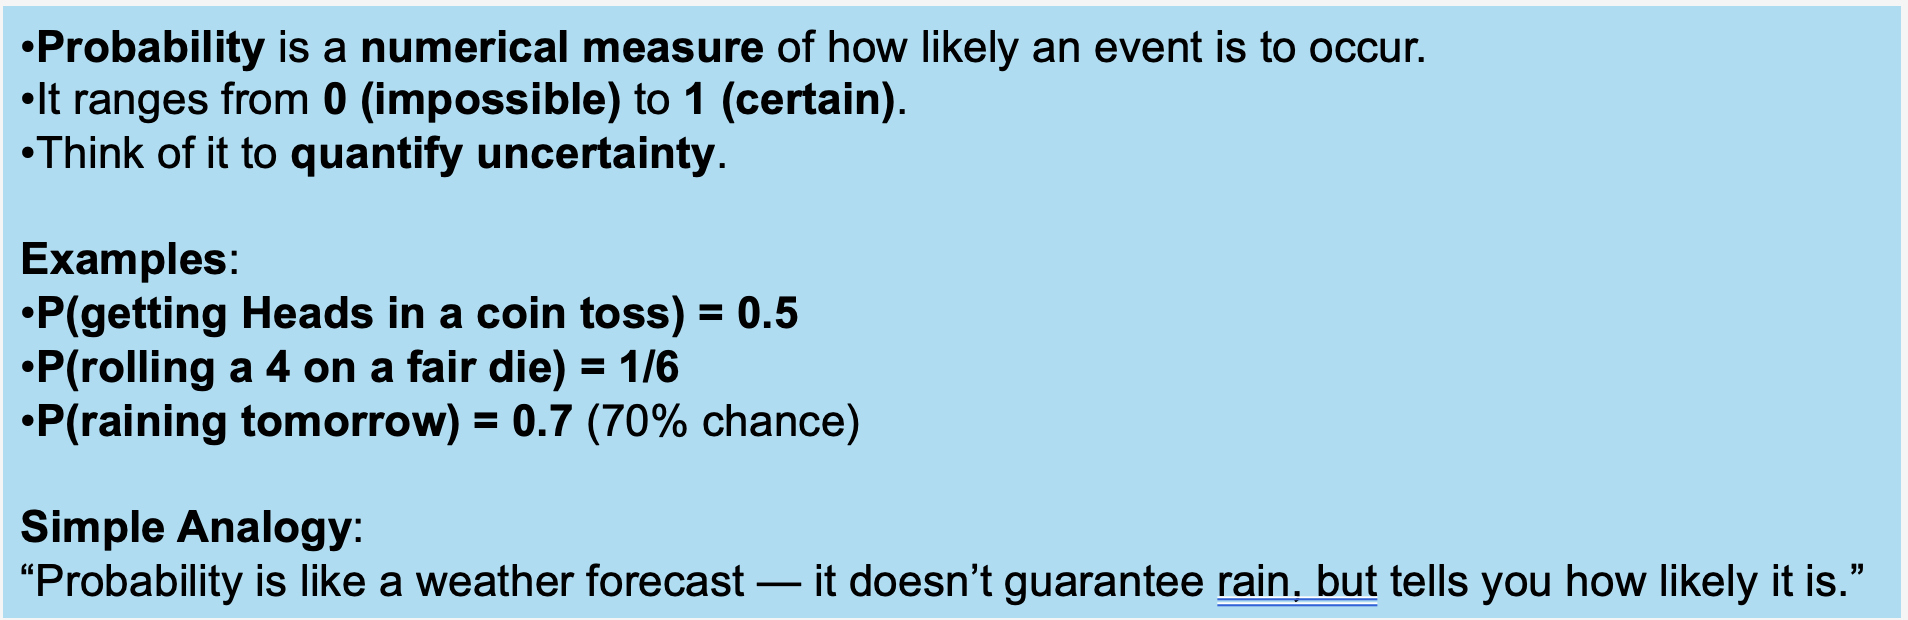 •Probability is a numerical measure of how likely an event is to occur.
•It ranges from 0 (impossible) to 1 (certain).
•Think of it to quantify uncertainty.
Examples:
•P(getting Heads in a coin toss) = 0.5
•P(rolling a 4 on a fair die) = 1/6
•P(raining tomorrow) = 0.7 (70% chance)
Simple Analogy:
“Probability is like a weather forecast — it doesn’t guarantee rain, but tells you how likely it is.”